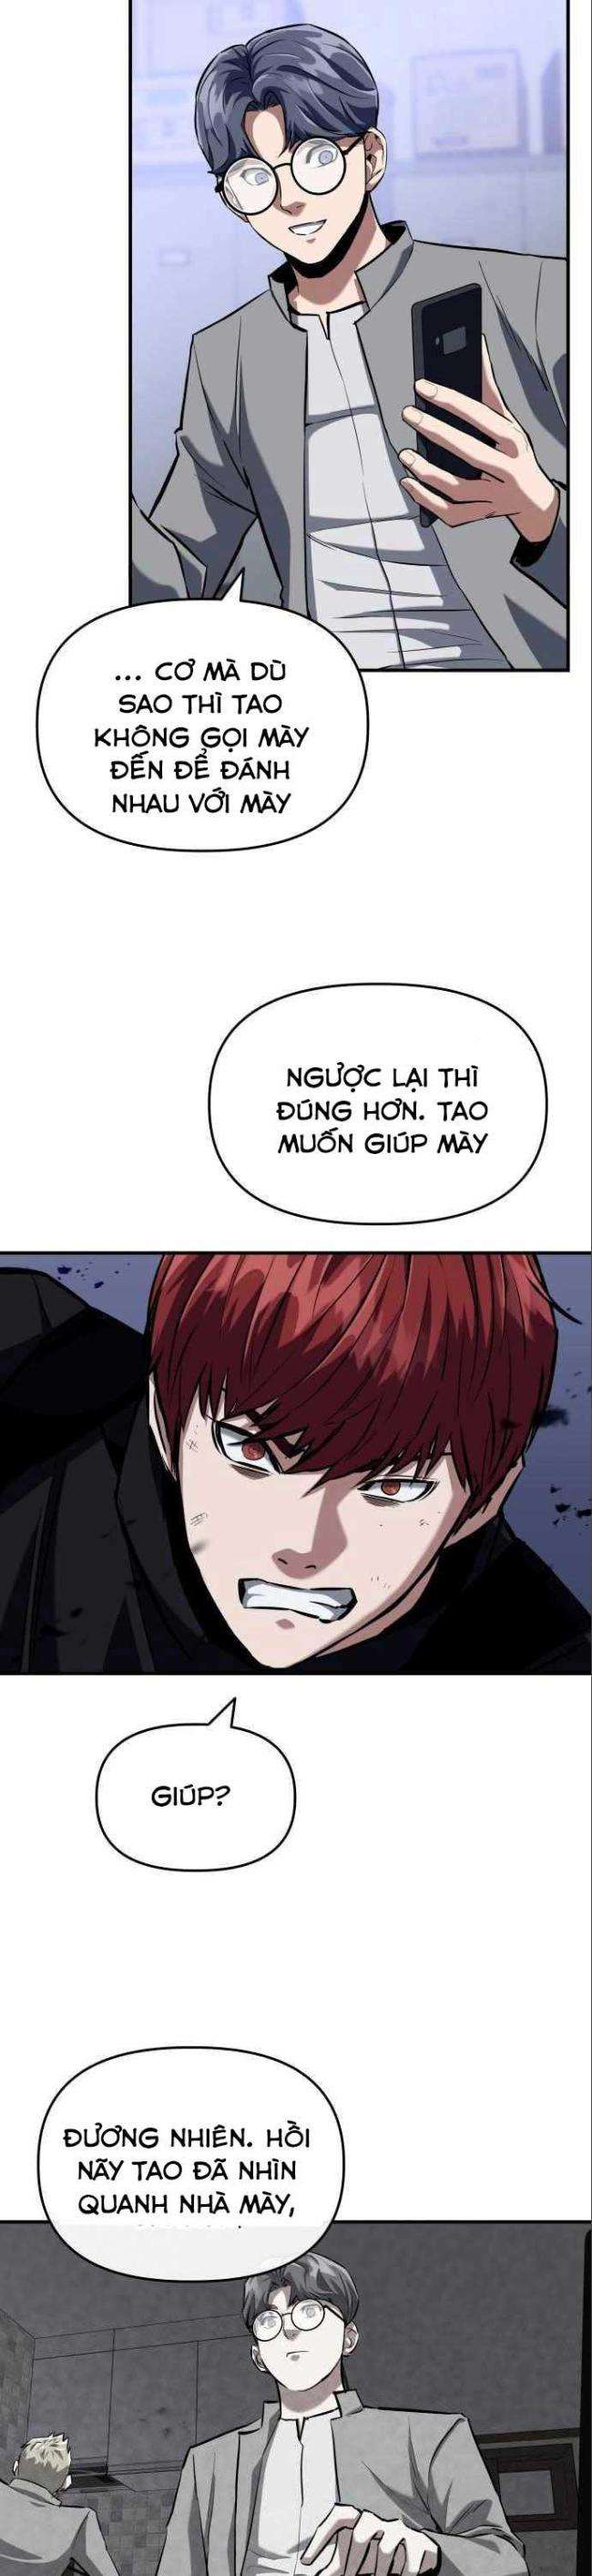 ... CƠ MÀ DÙ
SAO THÌ TAO
KHÔNG GỌI MÀY
ĐẾN ĐỂ ĐÁNH
NHAU VỚI MÀY
NGƯỢC LẠI THÌ
ĐÚNG HƠN. TAO
MUỐN GIÚP MÀY
GIÚP?
ĐƯƠNG NHIÊN. HỒI
NÃY TAO ĐÃ NHÌN
QUANH NHÀ MÀY,